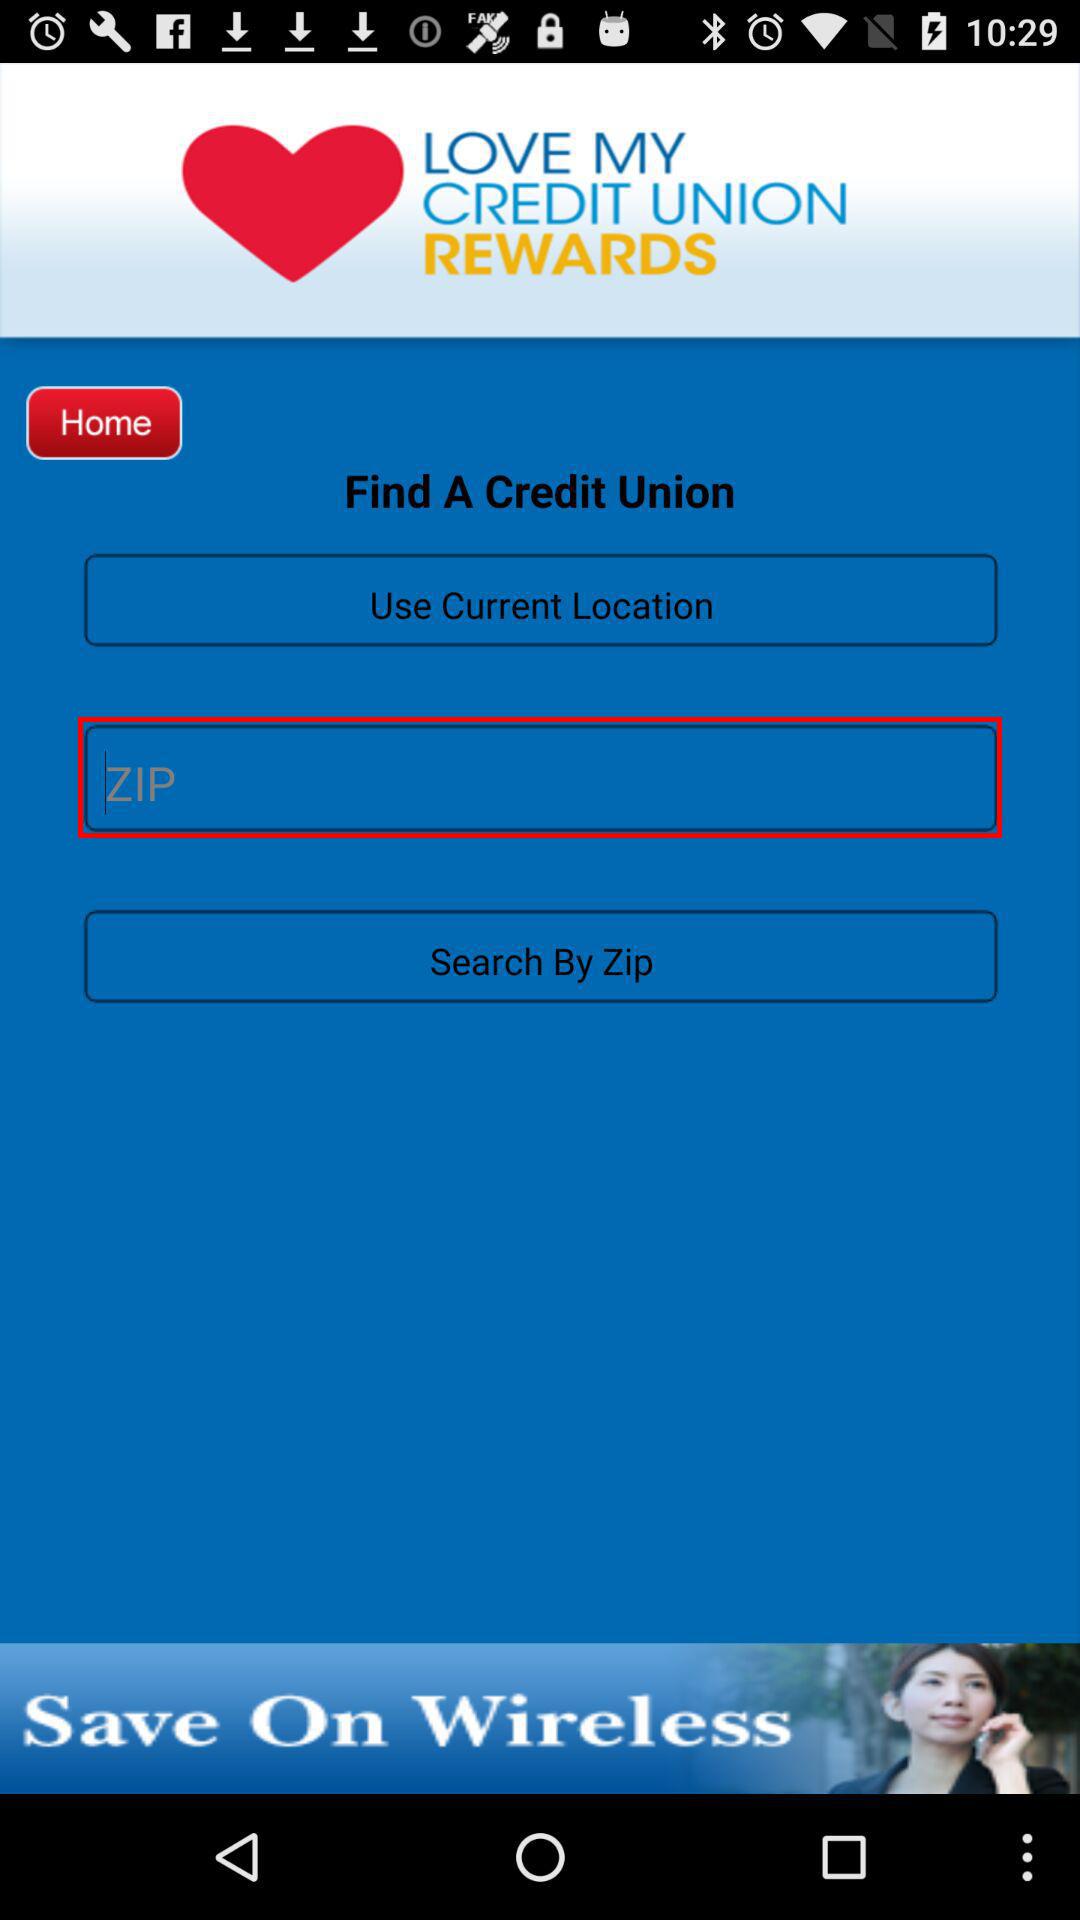 FAKE
10:29
LOVE MY
CREDIT UNION
REWARDS
Home
Find A Credit Union
Use Current Location
ZIP
Search By Zip
Save On Wireless